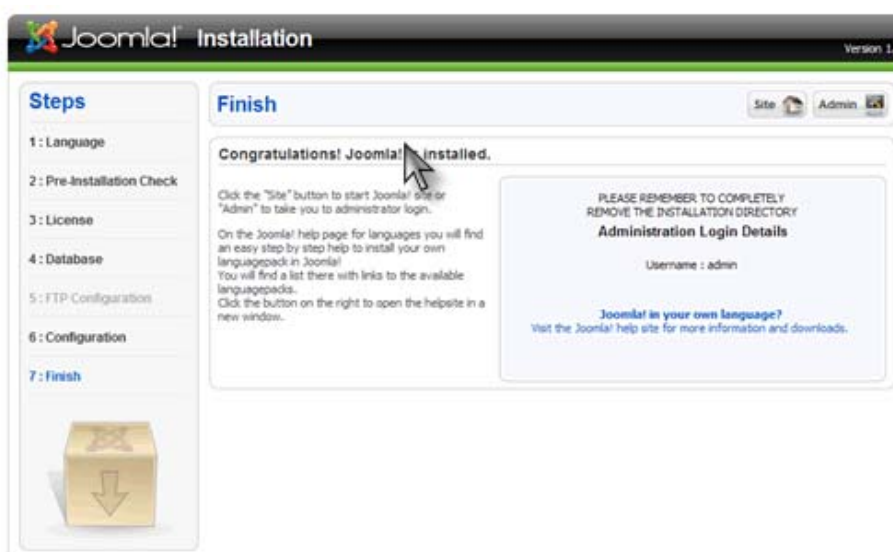 Joomla! Installation
Version 1.
Steps
1 : Language
2 : Pre-Installation Check
3 : License
4 : Database
5 : FTP Configuration
6 : Configuration
7 : Finish
Finish
Site
Admin
Congratulations! Joomla! installed.
Click the "Site" button to start Joomla! site or
"Admin" to take you to administrator login.
On the Joomla! help page for languages you will find
an easy step by step help to install your own
languagepack in Joomla!
You will find a list there with links to the available
languagepacks.
Click the button on the right to open the helpsite in a
new window.
PLEASE REMEMBER TO COMPLETELY
REMOVE THE INSTALLATION DIRECTORY
Administration Login Details
Username : admin
Joomla! in your own language?
Visit the Joomla! help site for more information and downloads.